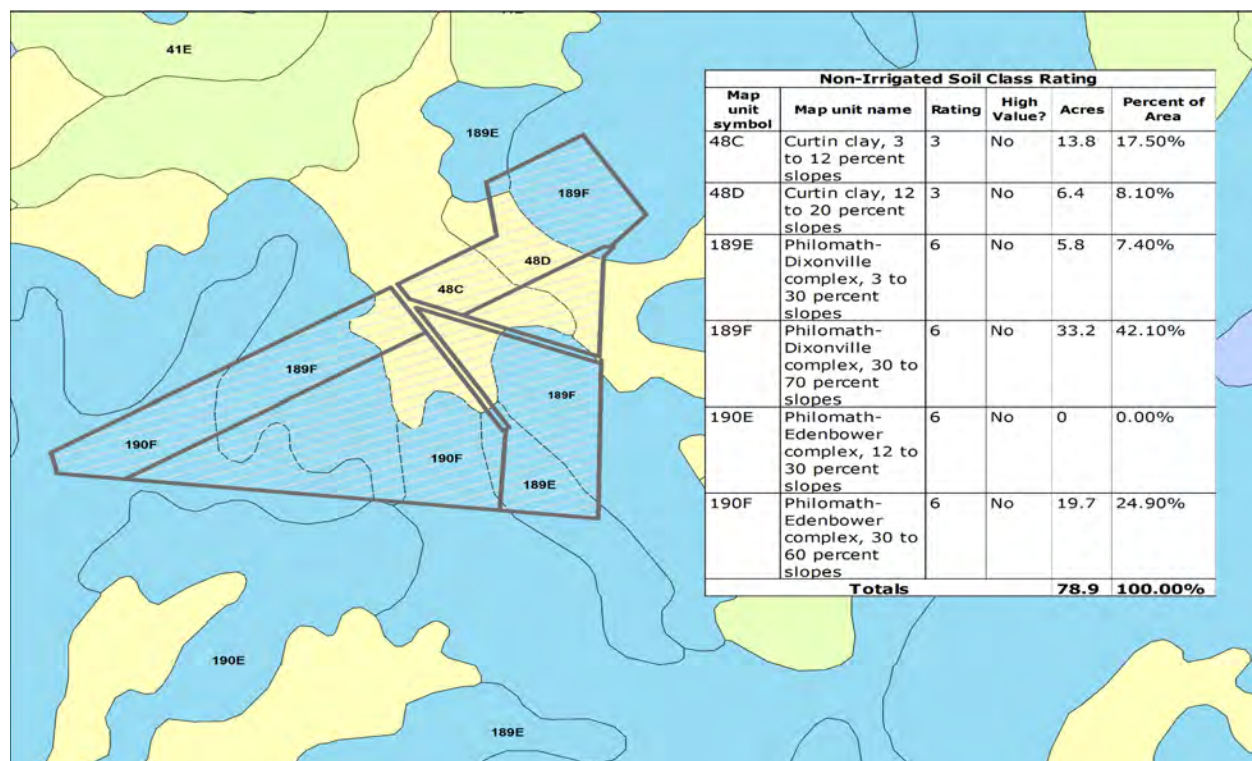 41E
189E
189F
48D
48C
189F
189F
190F
190F
189E
190E
189E
Non-Irrigated Soil Class Rating
Map unit symbol Map unit name Rating High Value? Acres Percent of Area
48C Curtin clay, 3 to 12 percent slopes 3 No 13.8 17.50%
48D Curtin clay, 12 to 20 percent slopes 3 No 6.4 8.10%
189E Philomath-Dixonville complex, 3 to 30 percent slopes 6 No 5.8 7.40%
189F Philomath-Dixonville complex, 30 to 70 percent slopes 6 No 33.2 42.10%
190E Philomath-Edenbower complex, 12 to 30 percent slopes 6 No 0 0.00%
190F Philomath-Edenbower complex, 30 to 60 percent slopes 6 No 19.7 24.90%
Totals 78.9 100.00%